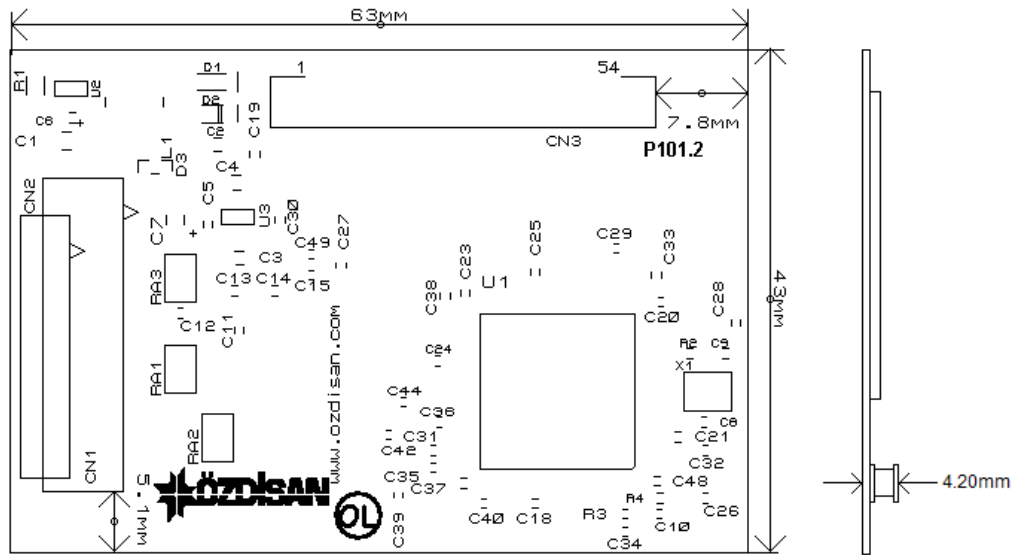 63MM
R1
U2
D1
1
54
D2
C19
C6
C1
C2
7.8MM
CN3
P101.2
L1
D3
C4
CN2
C5
C7
U3
C30
C27
C49
C3
C25
C29
C33
C23
U1
43MM
RA3
C13
C14
C15
C38
C28
C12
C11
C20
www.ozdisan.com
C24
R2
C9
X1
RA1
C44
C36
C8
RA2
C31
C21
C42
C32
CN1
5.1MM
ÖZDİSAN
C35
C37
C48
4.20mm
OL
C39
C40
C18
R3
R4
C10
C26
C34